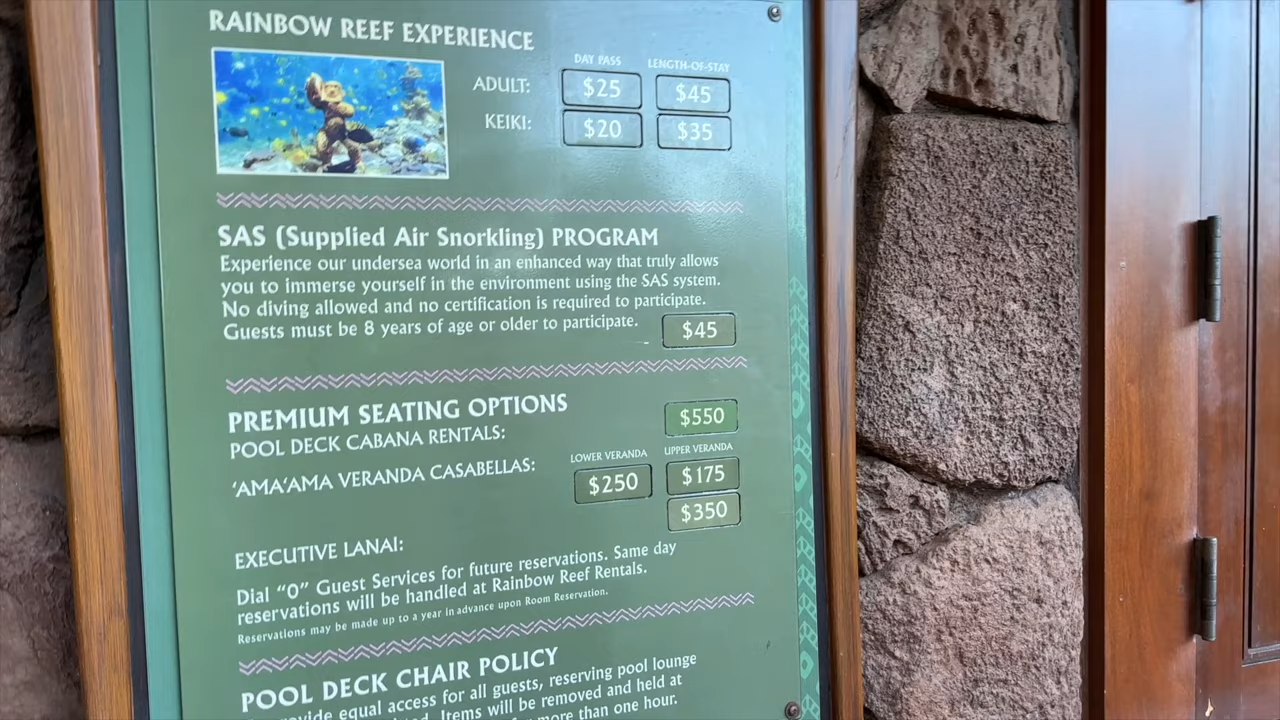 RAINBOW REEF EXPERIENCE
DAY PASS LENGTH-OF-STAY
ADULT: $25 $45
KEIKI: $20 $35
SAS (Supplied Air Snorkling) PROGRAM
Experience our undersea world in an enhanced way that truly allows
you to immerse yourself in the environment using the SAS system.
No diving allowed and no certification is required to participate.
Guests must be 8 years of age or older to participate. $45
PREMIUM SEATING OPTIONS
POOL DECK CABANA RENTALS: $550
LOWER VERANDA UPPER VERANDA
‘AMA‘AMA VERANDA CASABELLAS: $250 $175
EXECUTIVE LANAI: $350
Dial “0” Guest Services for future reservations. Same day
reservations will be handled at Rainbow Reef Rentals.
Reservations may be made up to a year in advance upon Room Reservation.
POOL DECK CHAIR POLICY
provide equal access for all guests, reserving pool lounge
Items will be removed and held at
more than one hour.